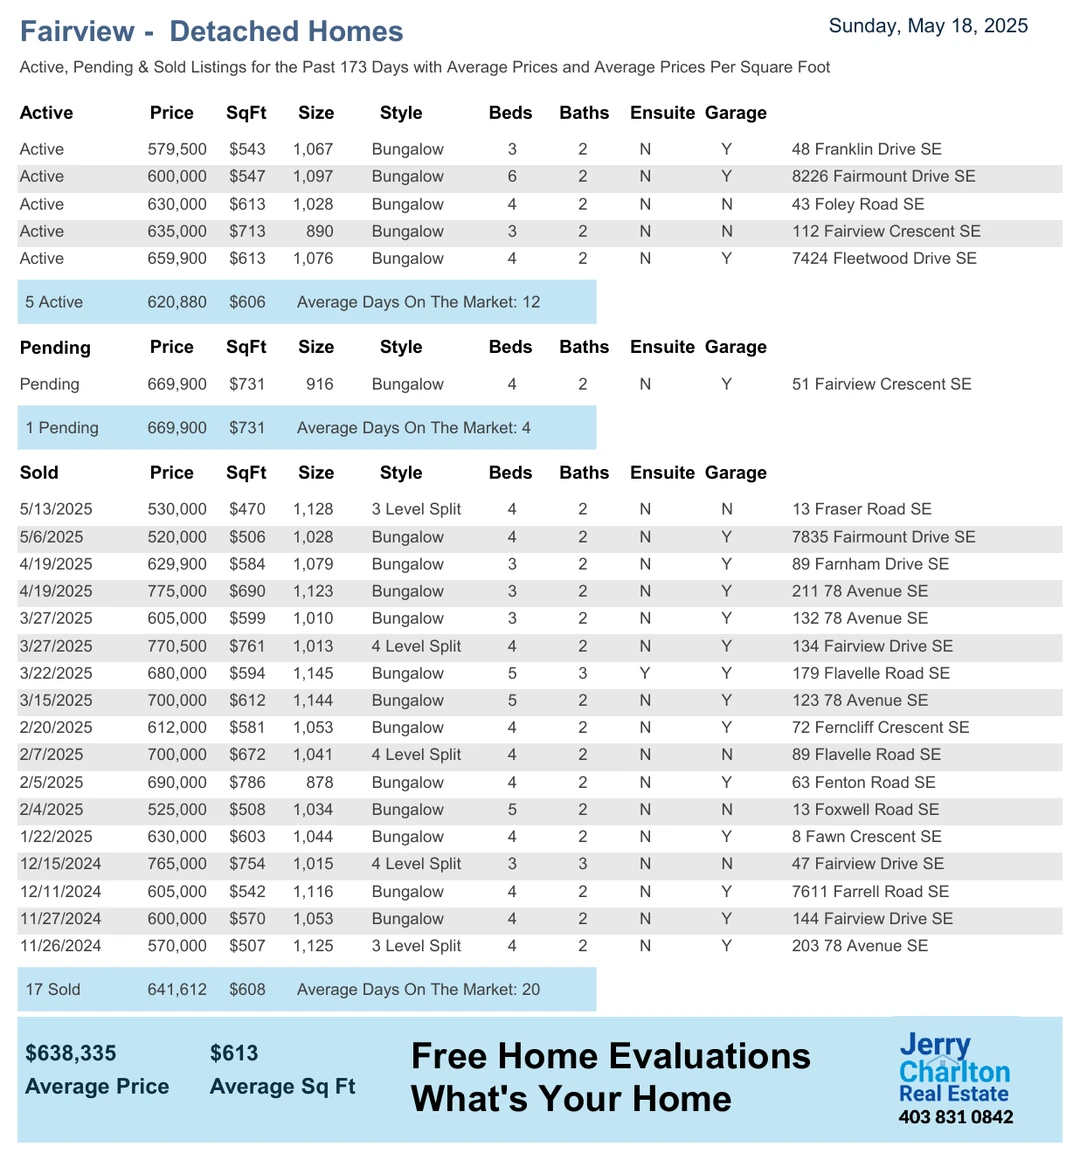 Fairview -  Detached Homes
Sunday, May 18, 2025
Active, Pending & Sold Listings for the Past 173 Days with Average Prices and Average Prices Per Square Foot
Active Price SqFt Size Style Beds Baths Ensuite Garage
Active 579,500 $543 1,067 Bungalow 3 2 N Y 48 Franklin Drive SE
Active 600,000 $547 1,097 Bungalow 6 2 N Y 8226 Fairmount Drive SE
Active 630,000 $613 1,028 Bungalow 4 2 N N 43 Foley Road SE
Active 635,000 $713 890 Bungalow 3 2 N N 112 Fairview Crescent SE
Active 659,900 $613 1,076 Bungalow 4 2 N Y 7424 Fleetwood Drive SE
5 Active 620,880 $606 Average Days On The Market: 12
Pending Price SqFt Size Style Beds Baths Ensuite Garage
Pending 669,900 $731 916 Bungalow 4 2 N Y 51 Fairview Crescent SE
1 Pending 669,900 $731 Average Days On The Market: 4
Sold Price SqFt Size Style Beds Baths Ensuite Garage
5/13/2025 530,000 $470 1,128 3 Level Split 4 2 N N 13 Fraser Road SE
5/6/2025 520,000 $506 1,028 Bungalow 4 2 N Y 7835 Fairmount Drive SE
4/19/2025 629,900 $584 1,079 Bungalow 3 2 N Y 89 Farnham Drive SE
4/19/2025 775,000 $690 1,123 Bungalow 3 2 N Y 211 78 Avenue SE
3/27/2025 605,000 $599 1,010 Bungalow 3 2 N Y 132 78 Avenue SE
3/27/2025 770,500 $761 1,013 4 Level Split 4 2 N Y 134 Fairview Drive SE
3/22/2025 680,000 $594 1,145 Bungalow 5 3 Y Y 179 Flavelle Road SE
3/15/2025 700,000 $612 1,144 Bungalow 5 2 N Y 123 78 Avenue SE
2/20/2025 612,000 $581 1,053 Bungalow 4 2 N Y 72 Ferncliff Crescent SE
2/7/2025 700,000 $672 1,041 4 Level Split 4 2 N N 89 Flavelle Road SE
2/5/2025 690,000 $786 878 Bungalow 4 2 N Y 63 Fenton Road SE
2/4/2025 525,000 $508 1,034 Bungalow 5 2 N N 13 Foxwell Road SE
1/22/2025 630,000 $603 1,044 Bungalow 4 2 N Y 8 Fawn Crescent SE
12/15/2024 765,000 $754 1,015 4 Level Split 3 3 N N 47 Fairview Drive SE
12/11/2024 605,000 $542 1,116 Bungalow 4 2 N Y 7611 Farrell Road SE
11/27/2024 600,000 $570 1,053 Bungalow 4 2 N Y 144 Fairview Drive SE
11/26/2024 570,000 $507 1,125 3 Level Split 4 2 N Y 203 78 Avenue SE
17 Sold 641,612 $608 Average Days On The Market: 20
$638,335 $613
Average Price Average Sq Ft
Free Home Evaluations
What's Your Home
Jerry
Charlton
Real Estate
403 831 0842